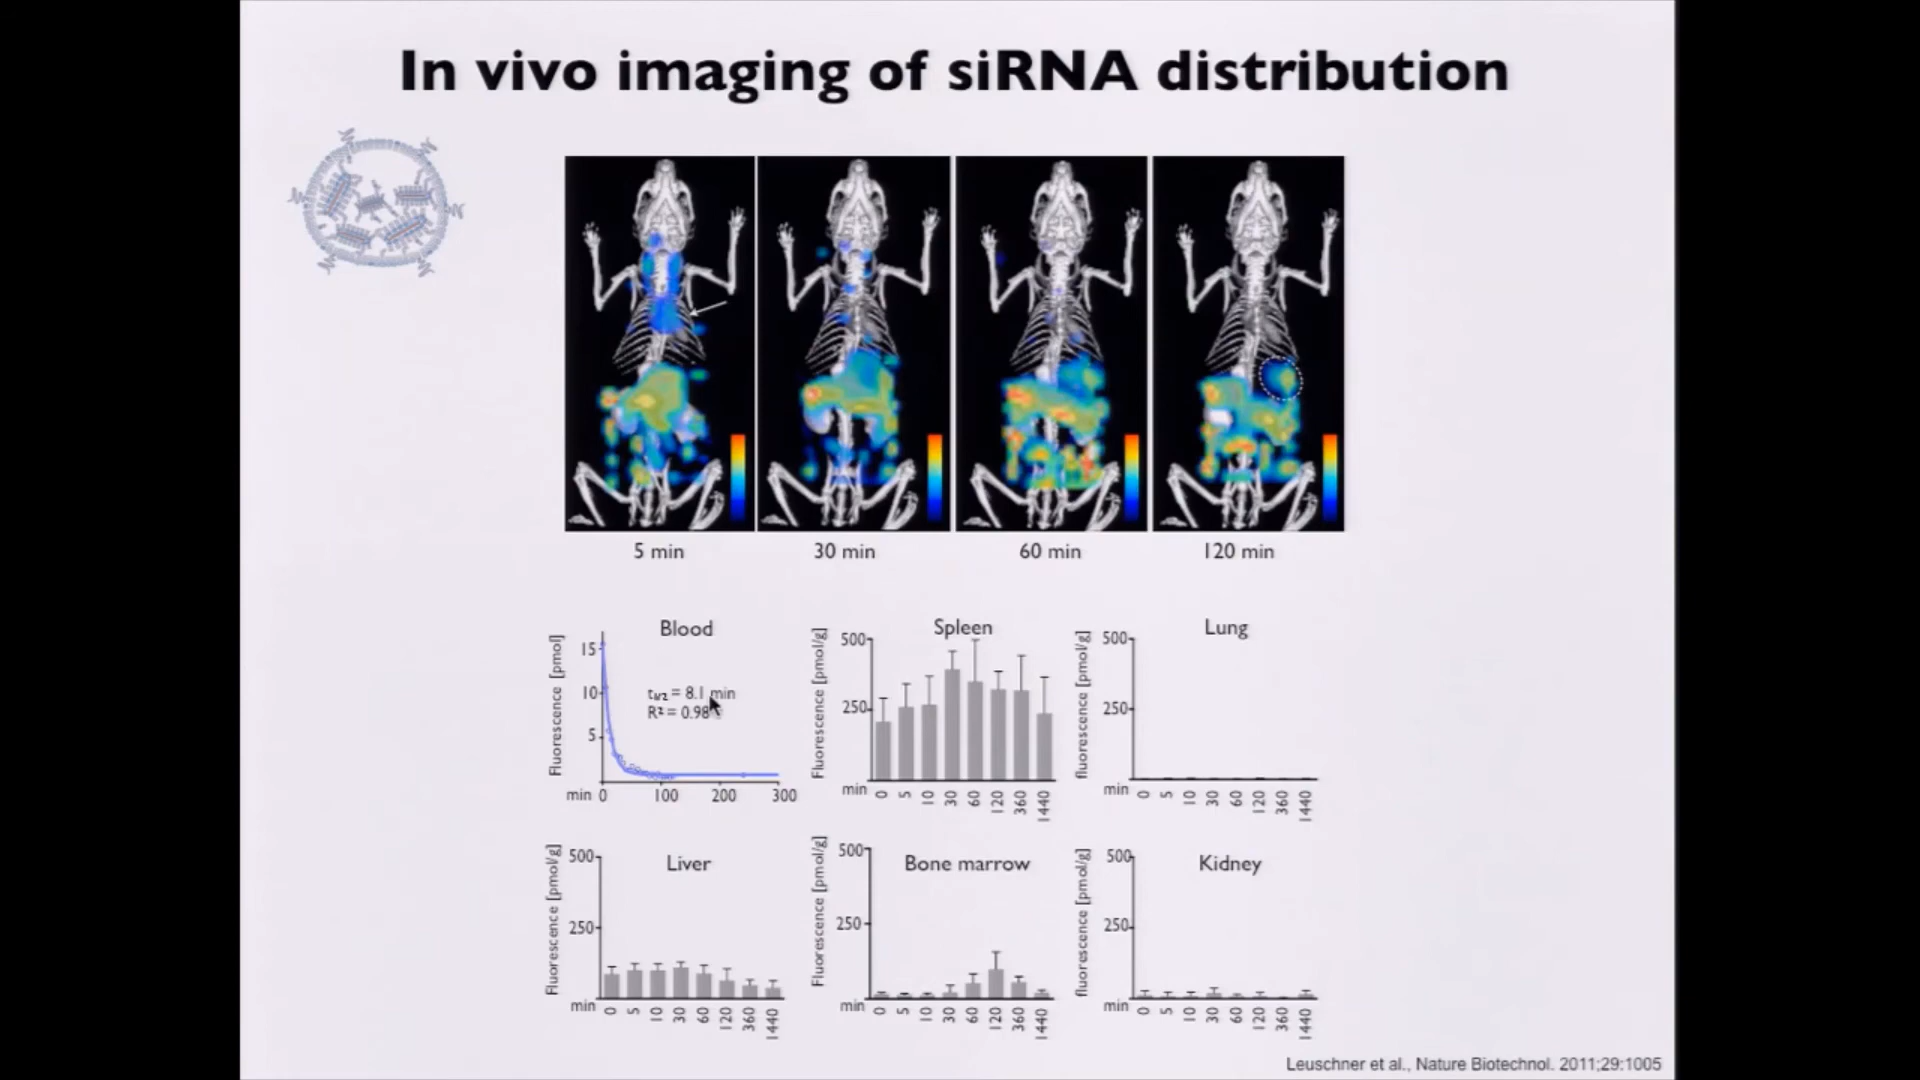 In vivo imaging of siRNA distribution
5 min
30 min
60 min
120 min
Blood
Fluorescence [pmol]
15
10
5
t1/2 = 8.1 min
R² = 0.98
min 0 100 200 300
Spleen
Fluorescence [pmol/g]
500
250
min 0 5 10 30 60 120 360 1440
Lung
fluorescence [pmol/g]
500
250
min 0 5 10 30 60 120 360 1440
Liver
Fluorescence [pmol/g]
500
250
min 0 5 10 30 60 120 360 1440
Bone marrow
Fluorescence [pmol/g]
500
250
min 0 5 10 30 60 120 360 1440
Kidney
fluorescence [pmol/g]
500
250
min 0 5 10 30 60 120 360 1440
Leuschner et al., Nature Biotechnol. 2011;29:1005